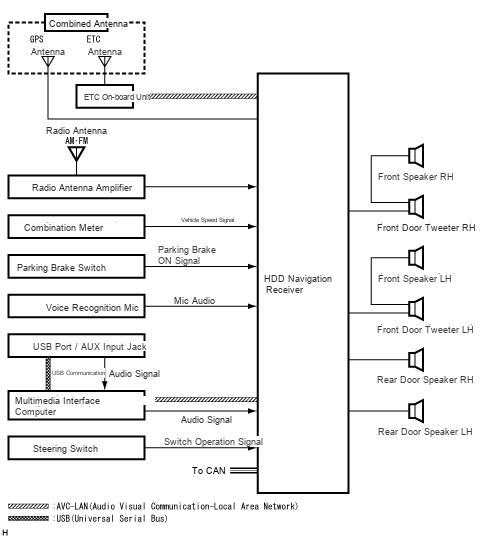 Combined Antenna
GPS
Antenna
ETC
Antenna
ETC On-board Unit
Radio Antenna
AM·FM
Radio Antenna Amplifier
Combination Meter
Vehicle Speed Signal
Parking Brake Switch
Parking Brake
ON Signal
Voice Recognition Mic
Mic Audio
USB Port / AUX Input Jack
USB Communication
Audio Signal
Multimedia Interface
Computer
Audio Signal
Steering Switch
Switch Operation Signal
To CAN
HDD Navigation
Receiver
Front Speaker RH
Front Door Tweeter RH
Front Speaker LH
Front Door Tweeter LH
Rear Door Speaker RH
Rear Door Speaker LH
:AVC-LAN(Audio Visual Communication-Local Area Network)
:USB(Universal Serial Bus)
H